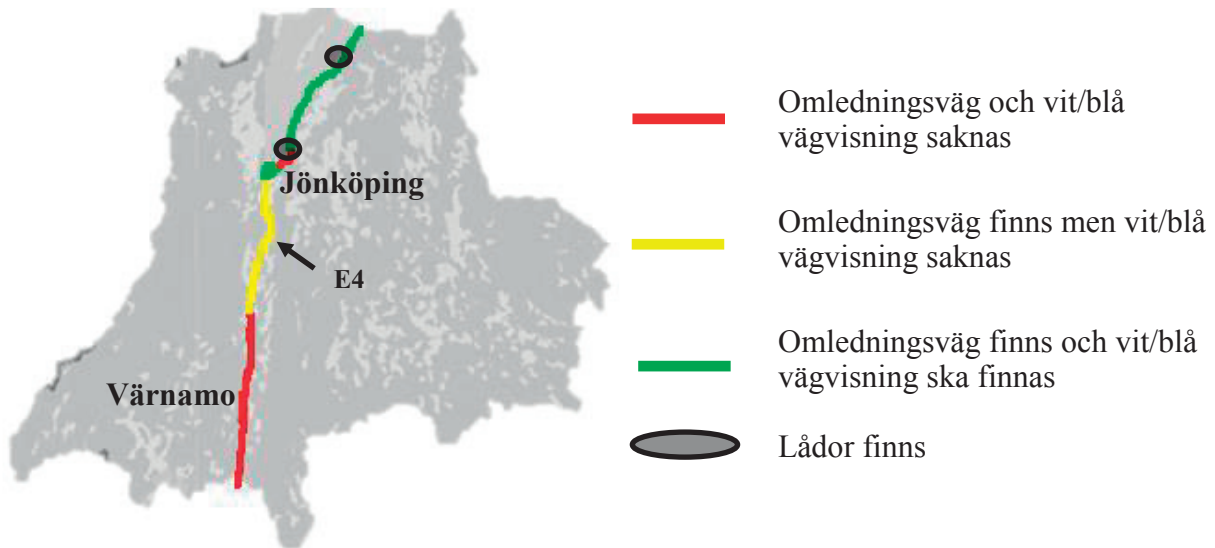 Jönköping
E4
Värnamo
Omledningsväg och vit/blå
vägvisning saknas
Omledningsväg finns men vit/blå
vägvisning saknas
Omledningsväg finns och vit/blå
vägvisning ska finnas
Lådor finns